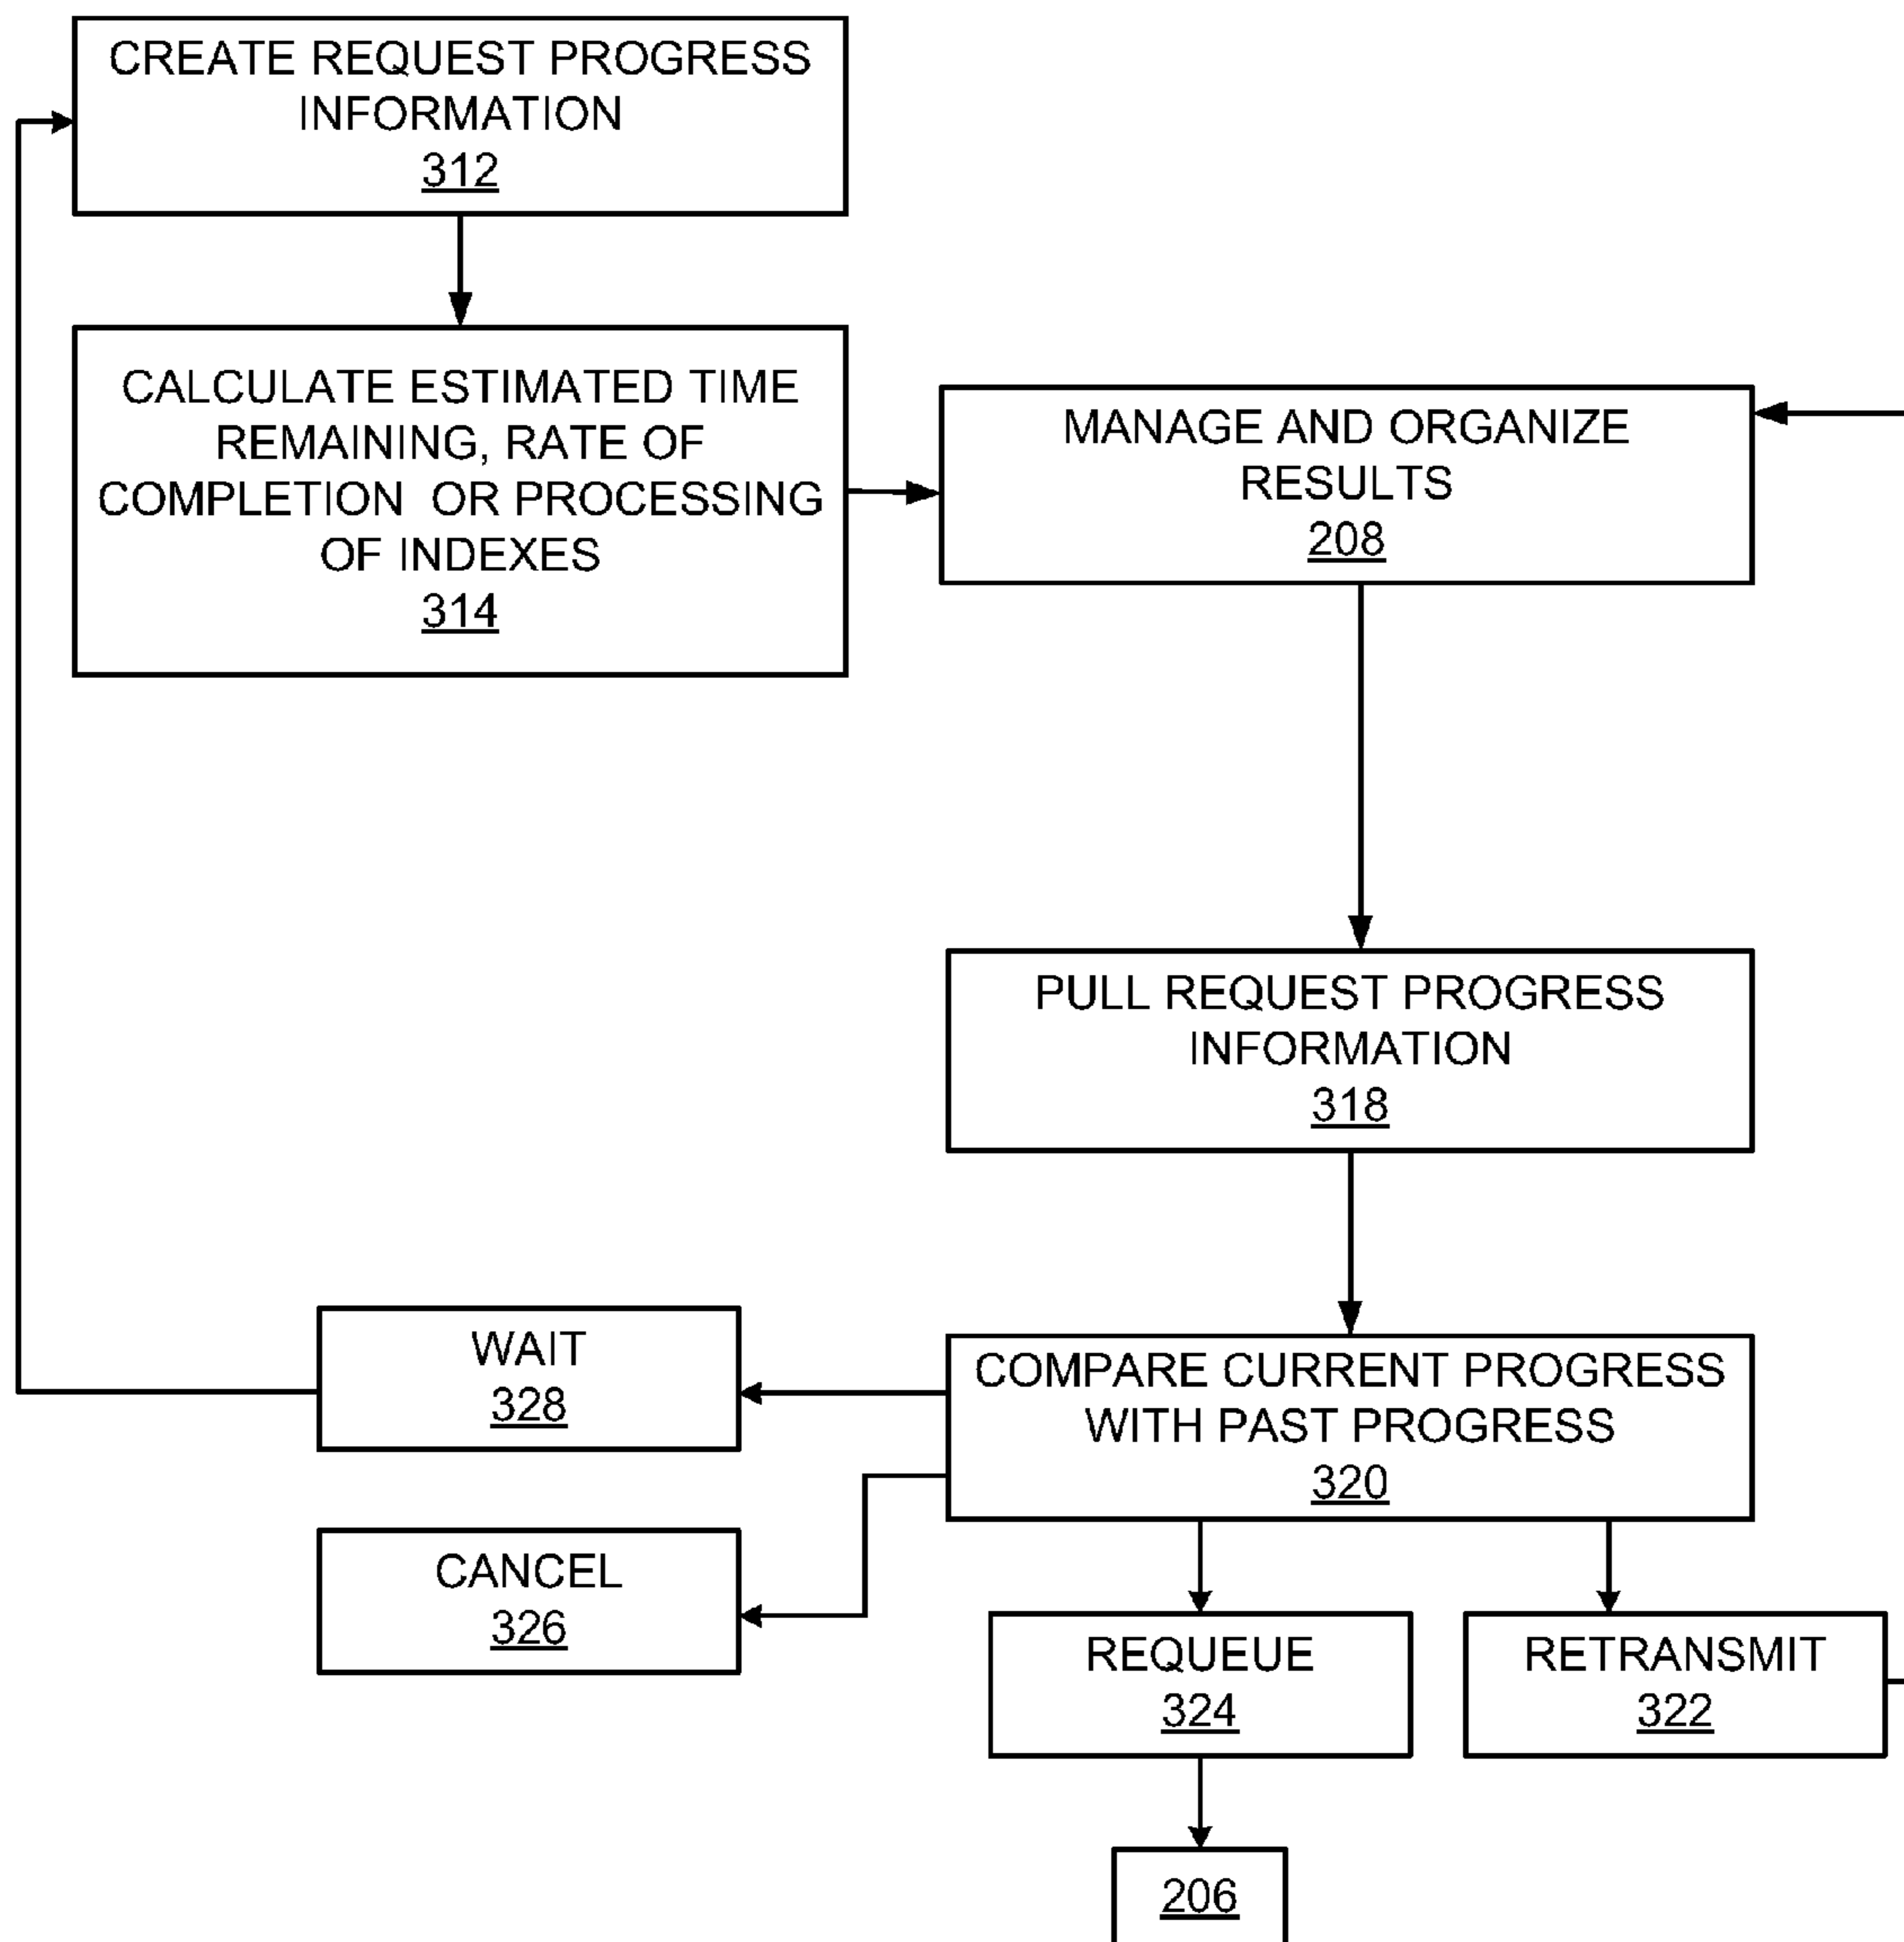 CREATE REQUEST PROGRESS
INFORMATION
312
CALCULATE ESTIMATED TIME
REMAINING, RATE OF
COMPLETION OR PROCESSING
OF INDEXES
314
MANAGE AND ORGANIZE
RESULTS
208
PULL REQUEST PROGRESS
INFORMATION
318
COMPARE CURRENT PROGRESS
WITH PAST PROGRESS
320
WAIT
328
CANCEL
326
REQUEUE
324
RETRANSMIT
322
206